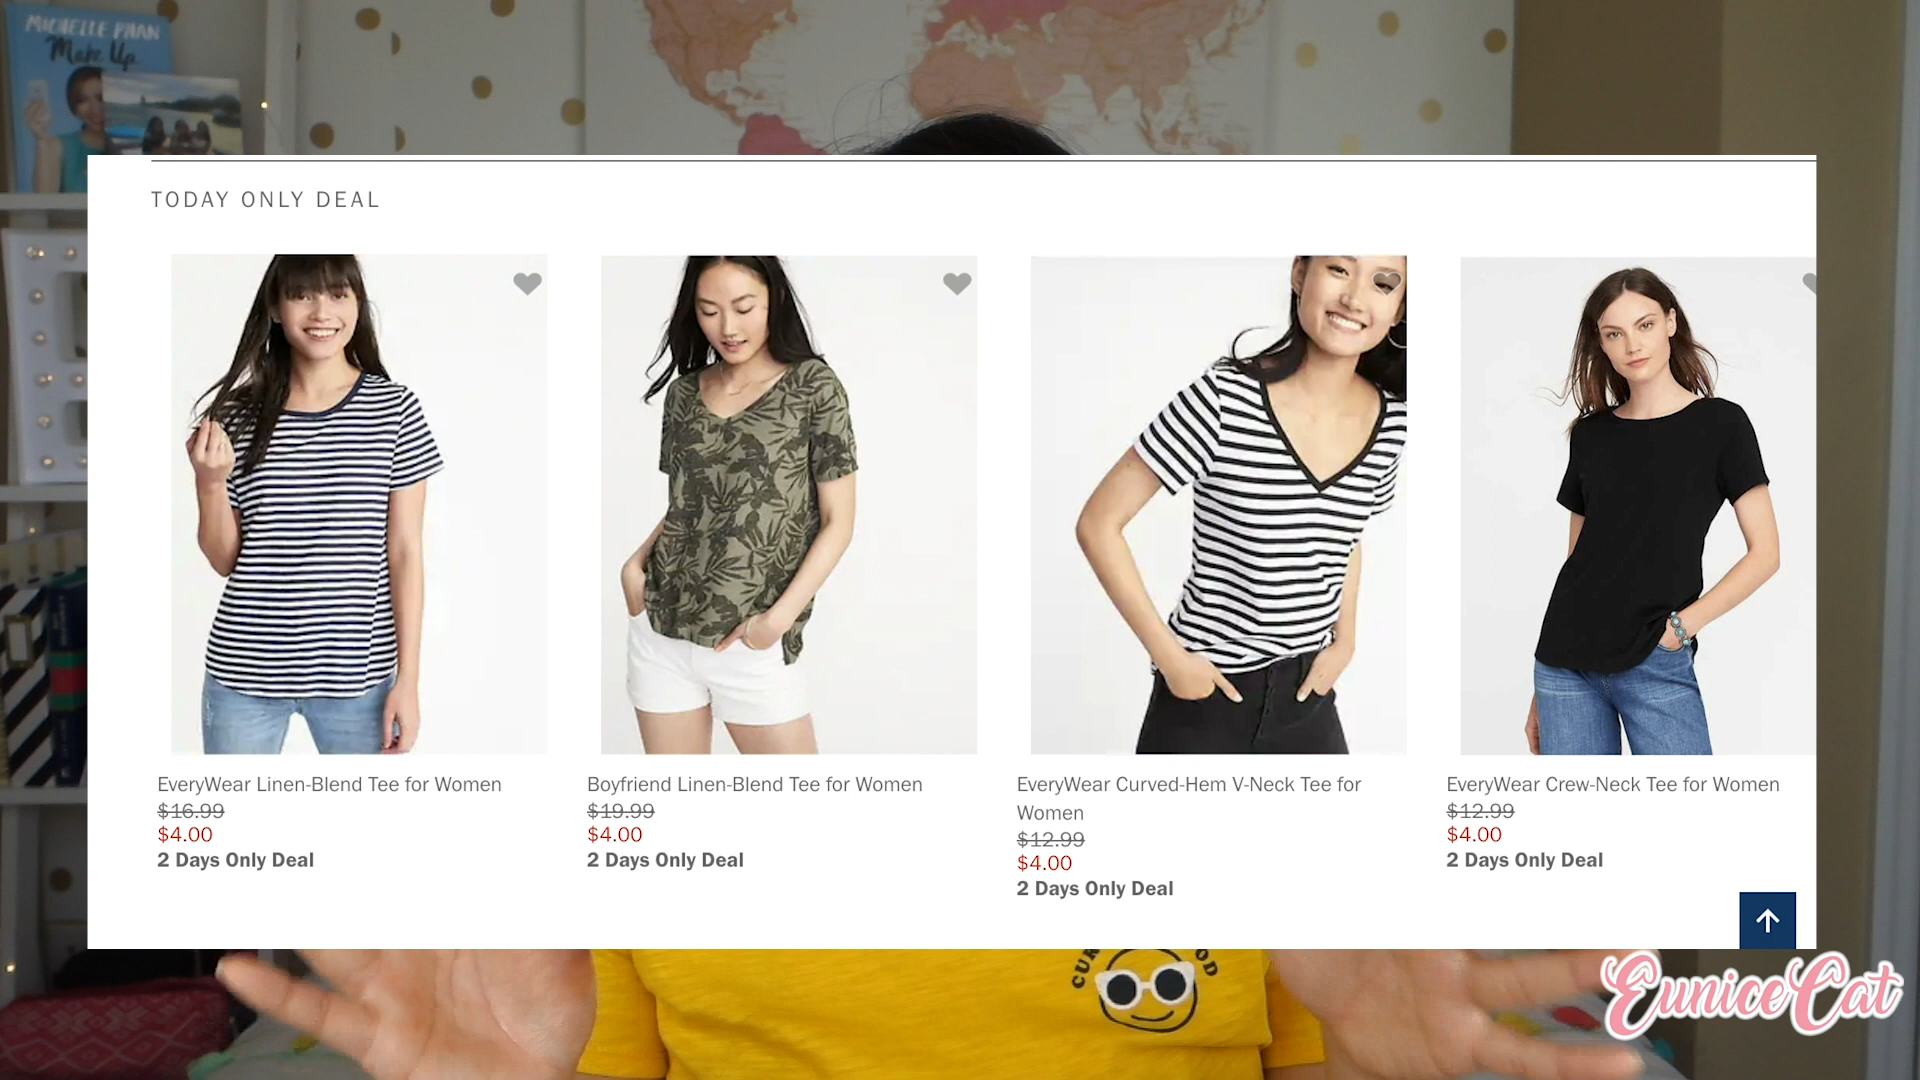 MICHELLE PHAN
Make Up
TODAY ONLY DEAL
EveryWear Linen-Blend Tee for Women
$16.99
$4.00
2 Days Only Deal
Boyfriend Linen-Blend Tee for Women
$19.99
$4.00
2 Days Only Deal
EveryWear Curved-Hem V-Neck Tee for
Women
$12.99
$4.00
2 Days Only Deal
EveryWear Crew-Neck Tee for Women
$12.99
$4.00
2 Days Only Deal
EuniceCat